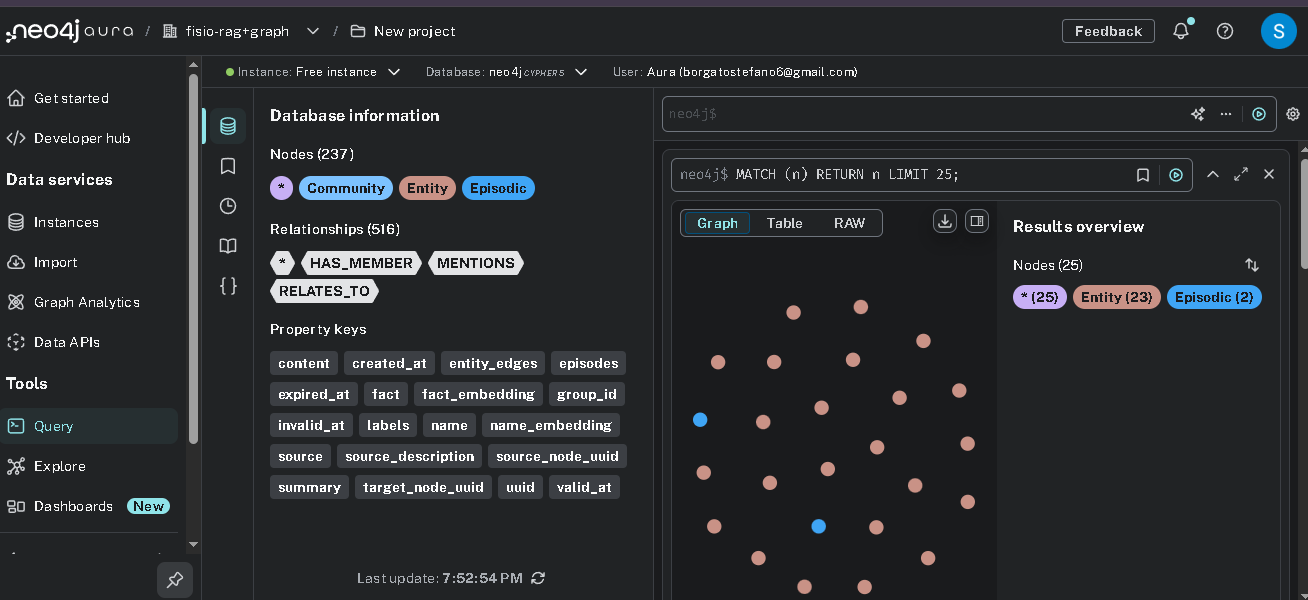 neo4j aura / fisio-rag+graph / New project Feedback S
Instance: Free instance Database: neo4j CYPHER 5 User: Aura (borgatostefano6@gmail.com)
Get started
Developer hub
Data services
Instances
Import
Graph Analytics
Data APIs
Tools
Query
Explore
Dashboards New
Database information
Nodes (237)
* Community Entity Episodic
Relationships (516)
* HAS_MEMBER MENTIONS
RELATES_TO
Property keys
content created_at entity_edges episodes
expired_at fact fact_embedding group_id
invalid_at labels name name_embedding
source source_description source_node_uuid
summary target_node_uuid uuid valid_at
Last update: 7:52:54 PM
neo4j$
neo4j$ MATCH (n) RETURN n LIMIT 25;
Graph Table RAW
Results overview
Nodes (25)
* (25) Entity (23) Episodic (2)